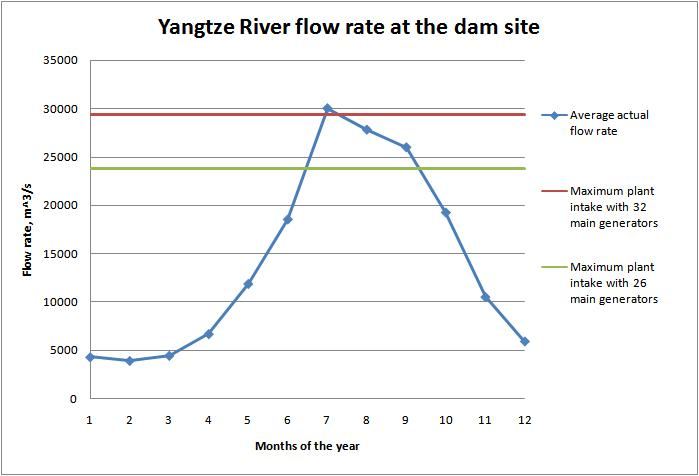 Yangtze River flow rate at the dam site
35000
30000
25000
20000
15000
10000
5000
0
Flow rate, m^3/s
1 2 3 4 5 6 7 8 9 10 11 12
Months of the year
Average actual
flow rate
Maximum plant
intake with 32
main generators
Maximum plant
intake with 26
main generators